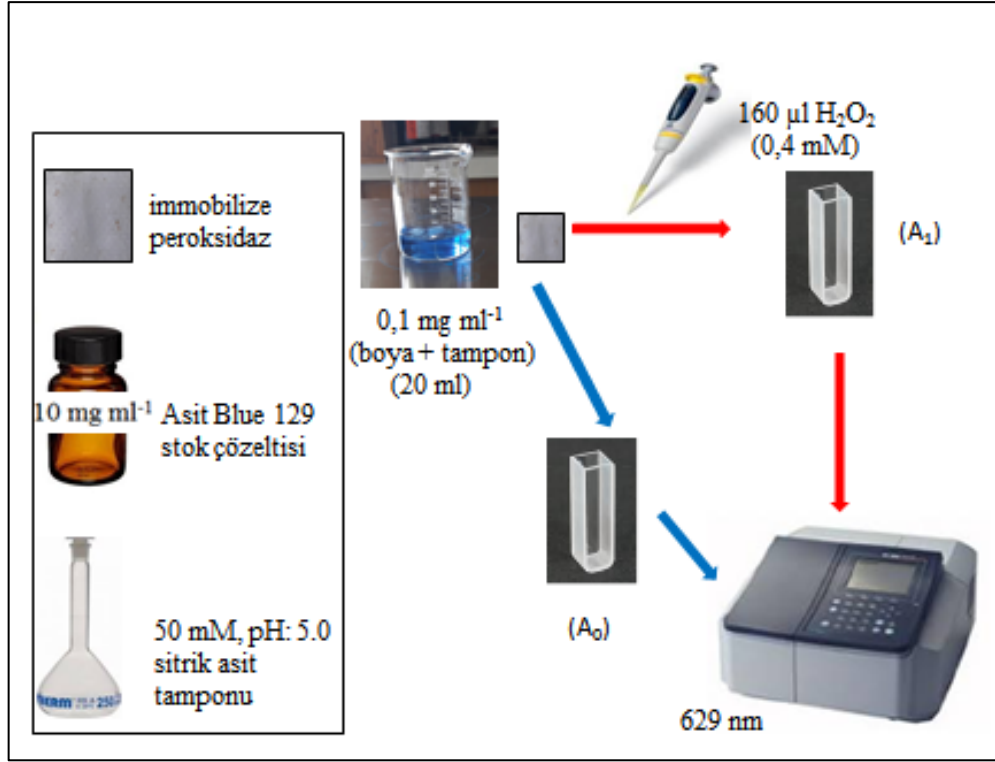 immobilize
peroksidaz
10 mg ml⁻¹
Asit Blue 129
stok çözeltisi
50 mM, pH: 5.0
sitrik asit
tamponu
0,1 mg ml⁻¹
(boya + tampon)
(20 ml)
160 µl H₂O₂
(0,4 mM)
(A₁)
(A₀)
629 nm